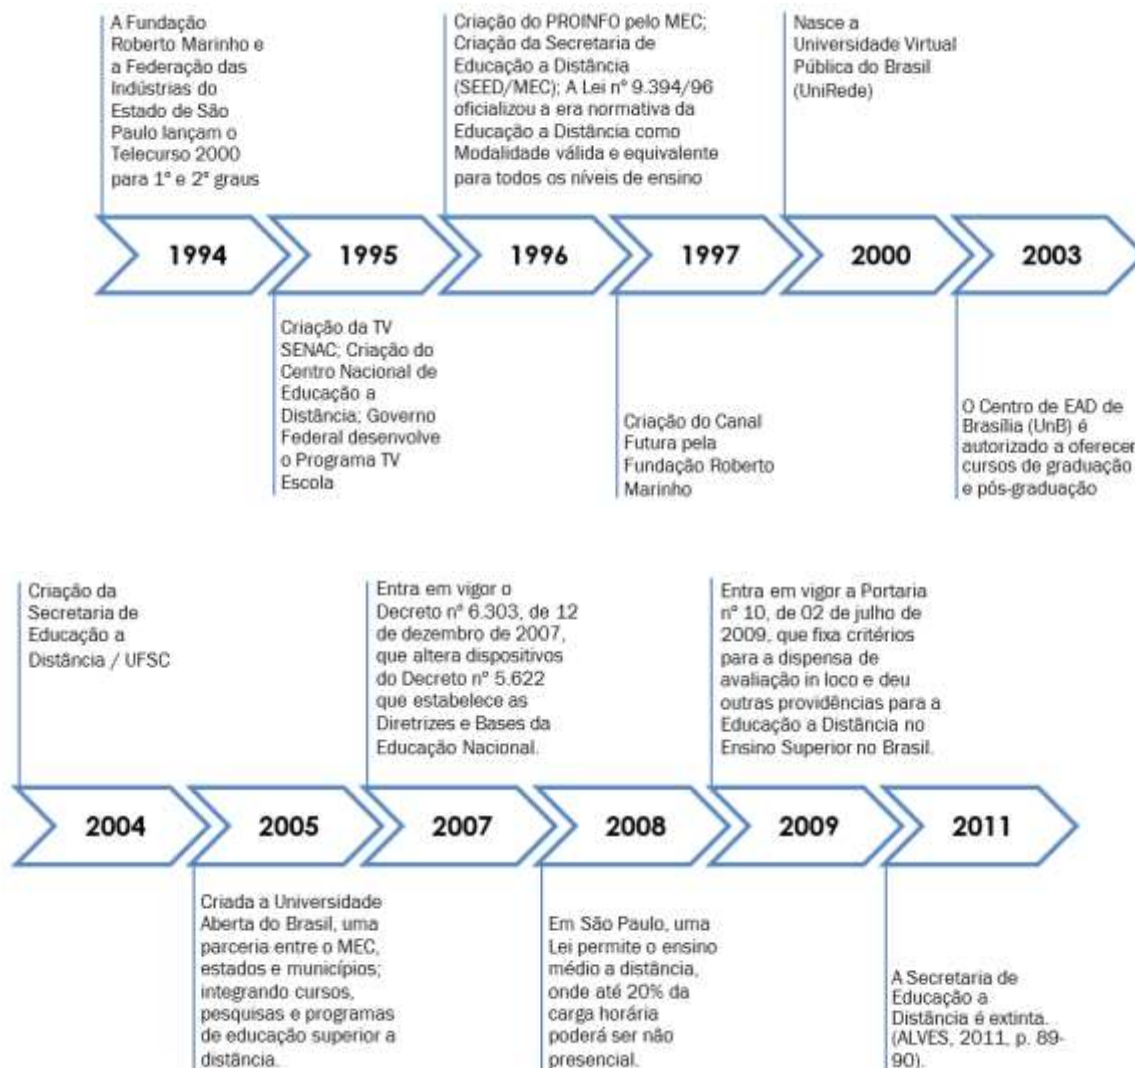 A Fundação
Roberto Marinho e
a Federação das
Indústrias do
Estado de São
Paulo lançam o
Telecurso 2000
para 1° e 2° graus
Criação do PROINFO pelo MEC;
Criação da Secretaria de
Educação a Distância
(SEED/MEC); A Lei n° 9.394/96
oficializou a era normativa da
Educação a Distância como
Modalidade válida e equivalente
para todos os níveis de ensino
Nasce a
Universidade Virtual
Pública do Brasil
(UniRede)
1994
1995
1996
1997
2000
2003
Criação da TV
SENAC; Criação do
Centro Nacional de
Educação a
Distância; Governo
Federal desenvolve
o Programa TV
Escola
Criação do Canal
Futura pela
Fundação Roberto
Marinho
O Centro de EAD de
Brasília (UnB) é
autorizado a oferecer
cursos de graduação
e pós-graduação
Criação da
Secretaria de
Educação a
Distância / UFSC
Entra em vigor o
Decreto n° 6.303, de 12
de dezembro de 2007,
que altera dispositivos
do Decreto n° 5.622
que estabelece as
Diretrizes e Bases da
Educação Nacional.
Entra em vigor a Portaria
n° 10, de 02 de julho de
2009, que fixa critérios
para a dispensa de
avaliação in loco e deu
outras providências para a
Educação a Distância no
Ensino Superior no Brasil.
2004
2005
2007
2008
2009
2011
Criada a Universidade
Aberta do Brasil, uma
parceria entre o MEC,
estados e municípios;
integrando cursos,
pesquisas e programas
de educação superior a
distância.
Em São Paulo, uma
Lei permite o ensino
médio a distância,
onde até 20% da
carga horária
poderá ser não
presencial.
A Secretaria de
Educação a
Distância é extinta.
(ALVES, 2011, p. 89-
90).